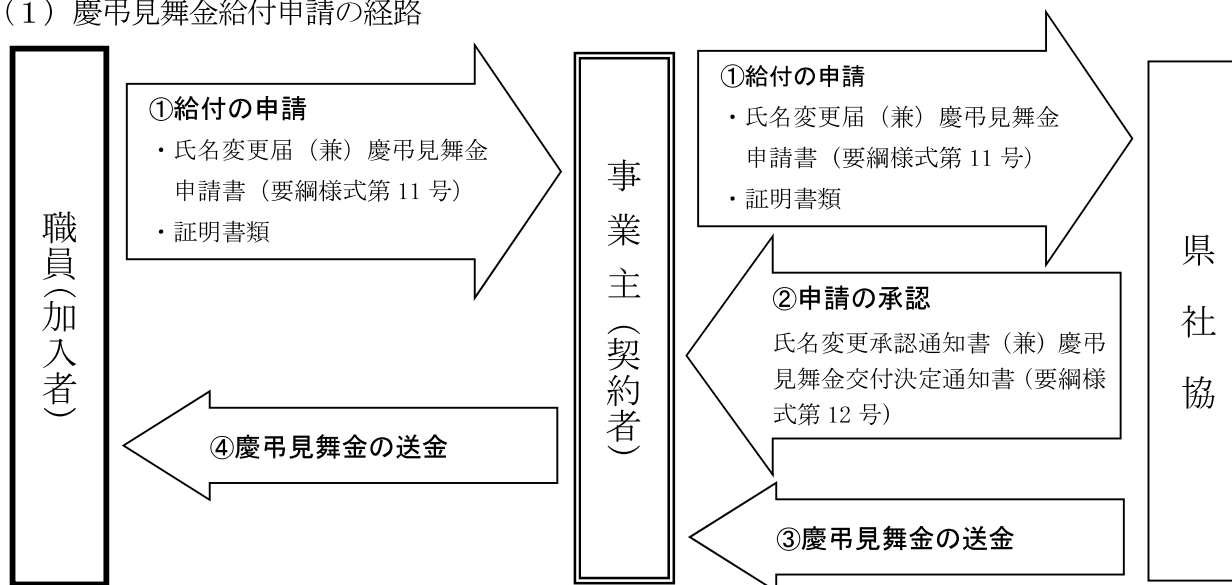 （１）慶弔見舞金給付申請の経路
職員（加入者）
①給付の申請
・氏名変更届（兼）慶弔見舞金
申請書（要綱様式第 11 号）
・証明書類
事業主（契約者）
①給付の申請
・氏名変更届（兼）慶弔見舞金
申請書（要綱様式第 11 号）
・証明書類
県社協
②申請の承認
氏名変更承認通知書（兼）慶弔
見舞金交付決定通知書（要綱様
式第 12 号）
④慶弔見舞金の送金
③慶弔見舞金の送金